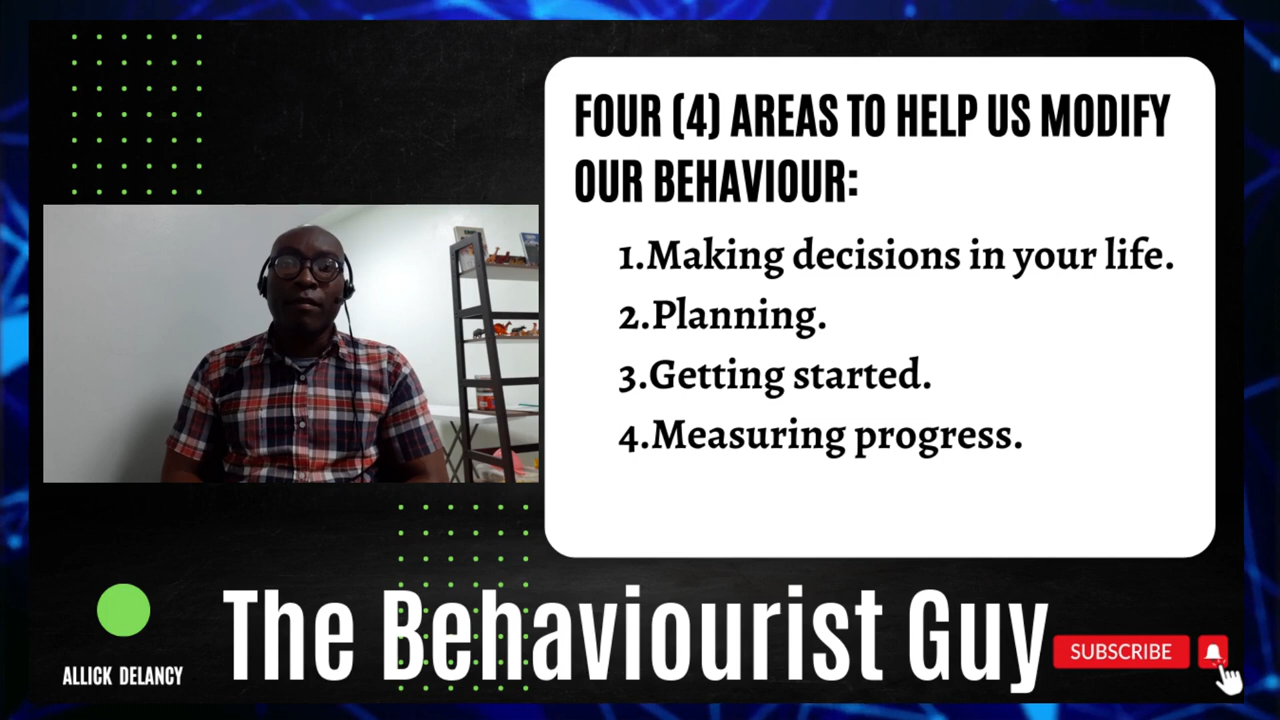 FOUR (4) AREAS TO HELP US MODIFY
OUR BEHAVIOUR:
1.Making decisions in your life.
2.Planning.
3.Getting started.
4.Measuring progress.
The Behaviourist Guy
SUBSCRIBE
ALLICK DELANCY